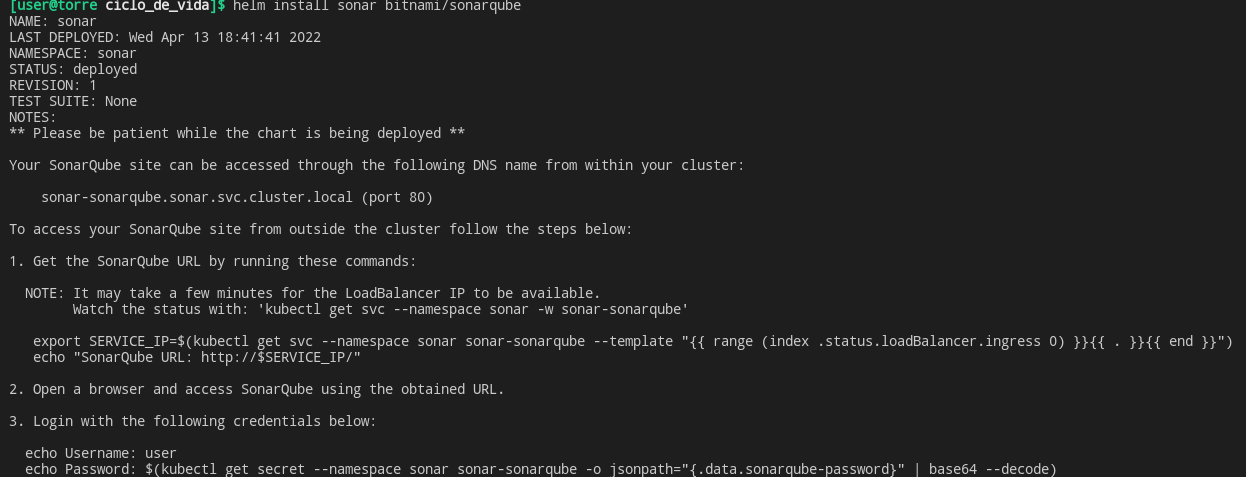 [user@torre ciclo_de_vida]$ helm install sonar bitnami/sonarqube
NAME: sonar
LAST DEPLOYED: Wed Apr 13 18:41:41 2022
NAMESPACE: sonar
STATUS: deployed
REVISION: 1
TEST SUITE: None
NOTES:
** Please be patient while the chart is being deployed **

Your SonarQube site can be accessed through the following DNS name from within your cluster:

    sonar-sonarqube.sonar.svc.cluster.local (port 80)

To access your SonarQube site from outside the cluster follow the steps below:

1. Get the SonarQube URL by running these commands:

  NOTE: It may take a few minutes for the LoadBalancer IP to be available.
        Watch the status with: 'kubectl get svc --namespace sonar -w sonar-sonarqube'

   export SERVICE_IP=$(kubectl get svc --namespace sonar sonar-sonarqube --template "{{ range (index .status.loadBalancer.ingress 0) }}{{ . }}{{ end }}")
   echo "SonarQube URL: http://$SERVICE_IP/"

2. Open a browser and access SonarQube using the obtained URL.

3. Login with the following credentials below:

  echo Username: user
  echo Password: $(kubectl get secret --namespace sonar sonar-sonarqube -o jsonpath="{.data.sonarqube-password}" | base64 --decode)